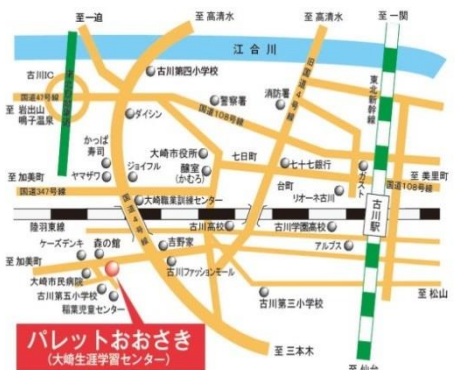 至一迫
至高清水
至高清水
至一関
江合川
古川IC
古川第四小学校
旧国道4号線
東北新幹線
国道47号線
至岩出山
鳴子温泉
警察署
消防署
国道108号線
ダイシン
かっぱ
寿司
大崎市役所
七日町
ヤマザワ
ジョイフル
醸室
(かむろ)
七十七銀行
ガスト
至美里町
至加美町
台町
国道108号線
国道347号線
大崎職業訓練センター
リオーネ古川
国道4号線
古川駅
陸羽東線
古川高校
古川学園高校
ケーズデンキ
森の館
吉野家
アルプス
至加美町
古川ファッションモール
大崎市民病院
古川第五小学校
稲葉児童センター
古川第三小学校
至松山
パレットおおさき
(大崎生涯学習センター)
至三本木
至仙台